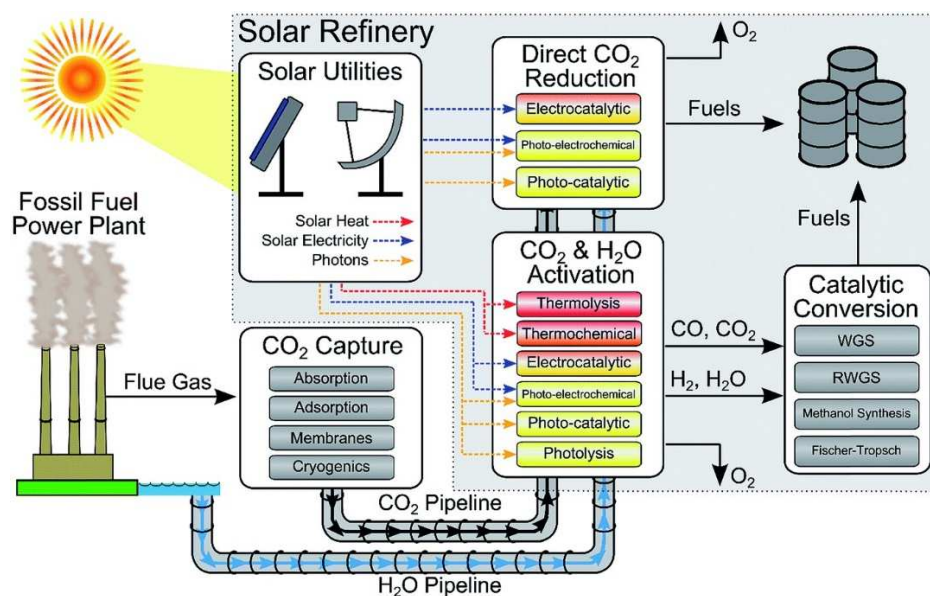 Solar Refinery
Solar Utilities
Solar Heat
Solar Electricity
Photons
Direct CO₂
Reduction
Electrocatalytic
Photo-electrochemical
Photo-catalytic
O₂
Fuels
Fossil Fuel
Power Plant
Flue Gas
CO₂ Capture
Absorption
Adsorption
Membranes
Cryogenics
CO₂ & H₂O
Activation
Thermolysis
Thermochemical
Electrocatalytic
Photo-electrochemical
Photo-catalytic
Photolysis
CO, CO₂
H₂, H₂O
O₂
Fuels
Catalytic
Conversion
WGS
RWGS
Methanol Synthesis
Fischer-Tropsch
CO₂ Pipeline
H₂O Pipeline